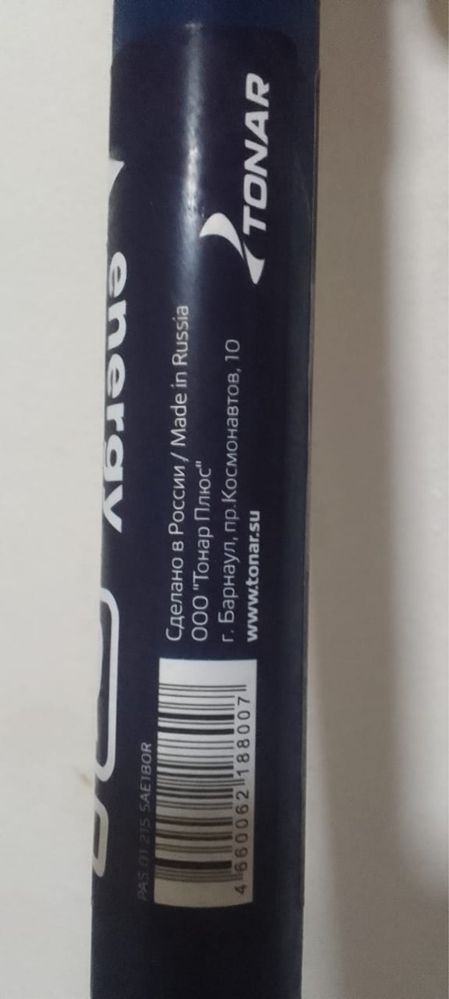 energy
TONAR
Сделано в России / Made in Russia
ООО "Тонар Плюс"
г. Барнаул, пр.Космонавтов, 10
www.tonar.su
PAS 01 215 SAE180R
4 660062 188007